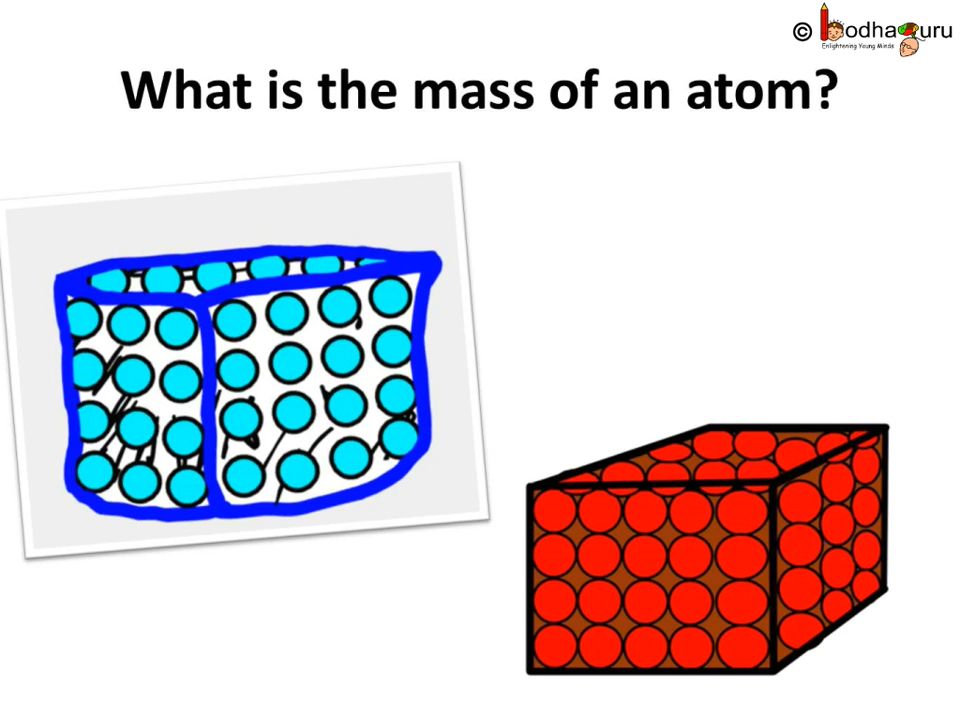 © bodhaguru
Enlightening Young Minds
What is the mass of an atom?